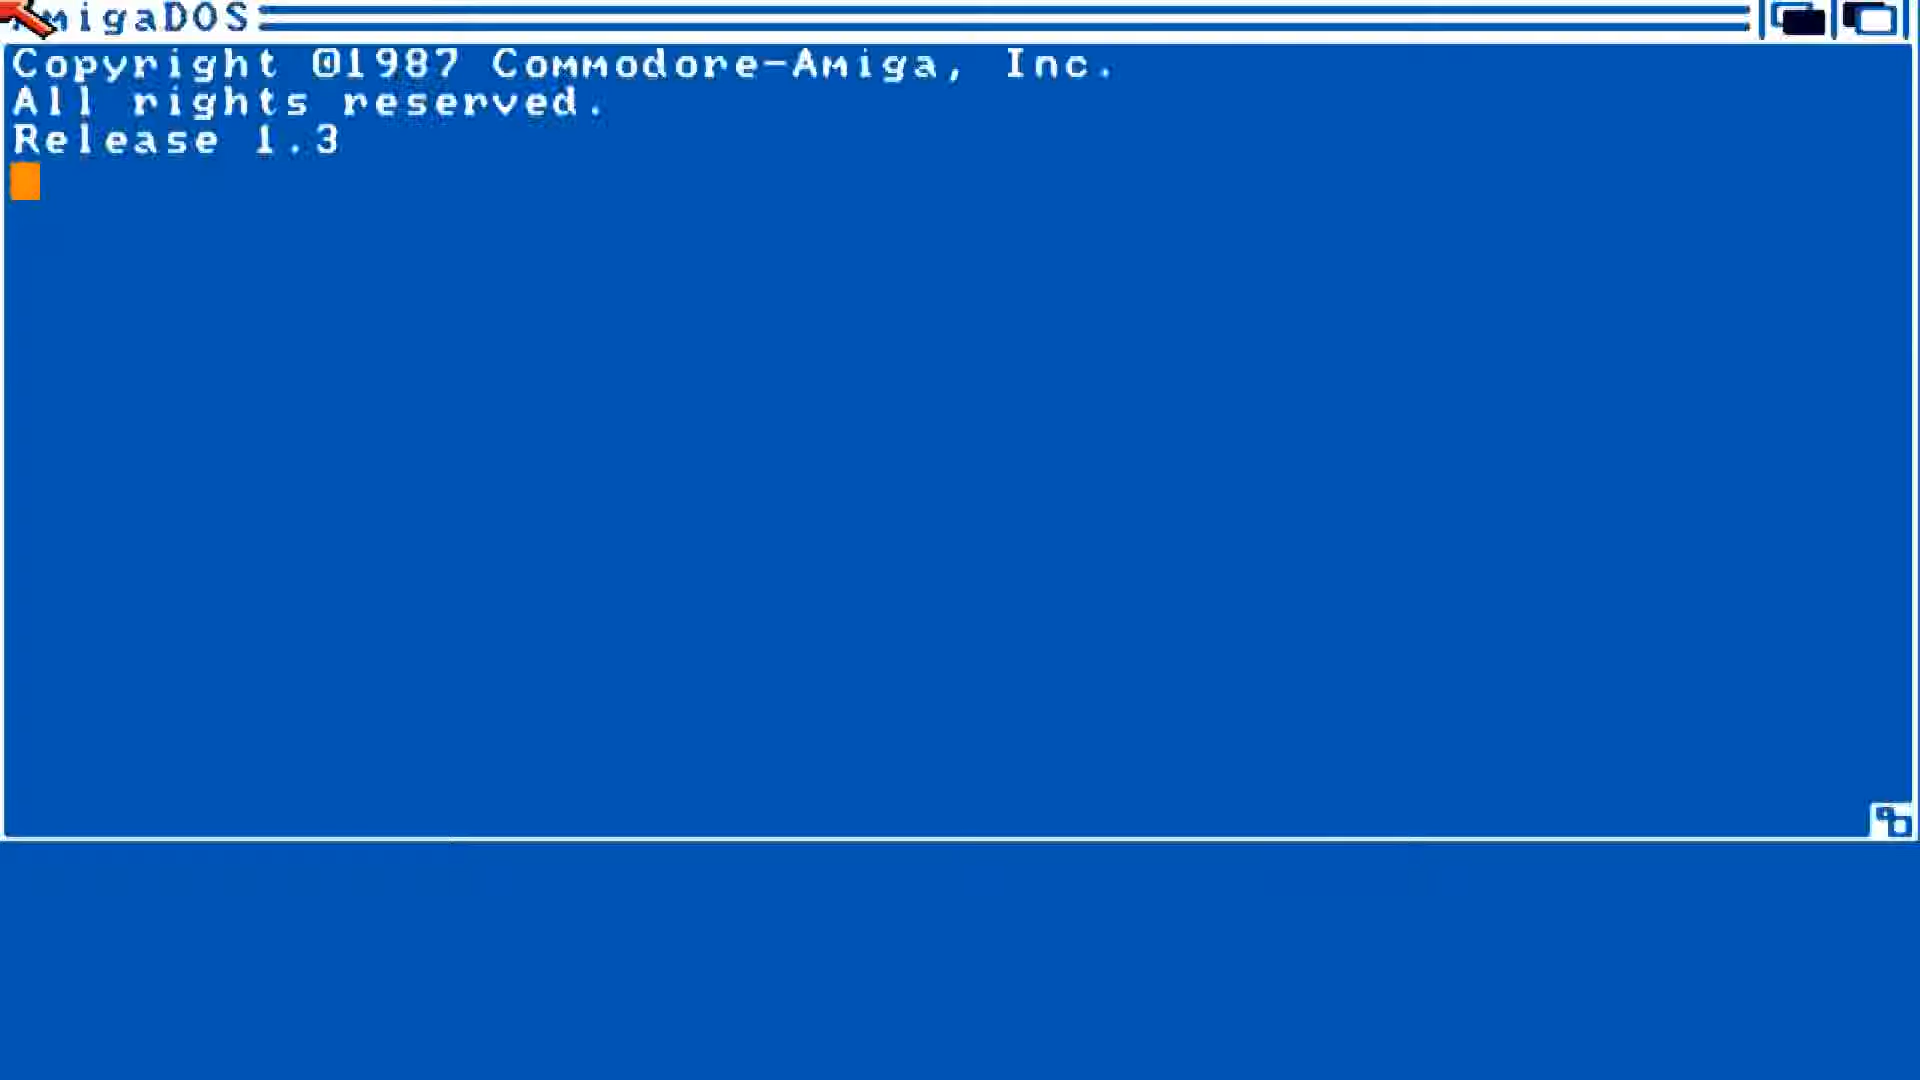 AmigaDOS
Copyright ©1987 Commodore-Amiga, Inc.
All rights reserved.
Release 1.3